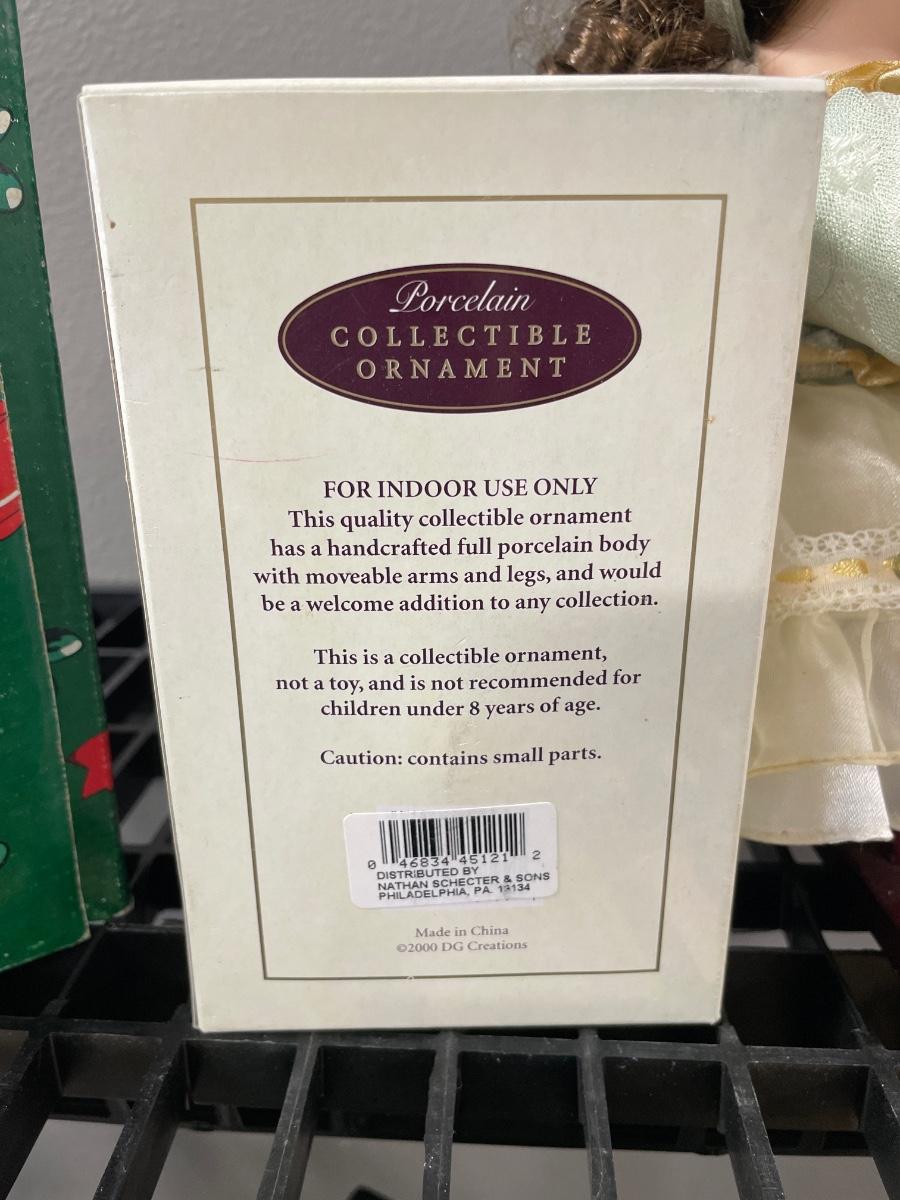 Porcelain
COLLECTIBLE
ORNAMENT
FOR INDOOR USE ONLY
This quality collectible ornament
has a handcrafted full porcelain body
with moveable arms and legs, and would
be a welcome addition to any collection.
This is a collectible ornament,
not a toy, and is not recommended for
children under 8 years of age.
Caution: contains small parts.
0 46834 45121 2
DISTRIBUTED BY
NATHAN SCHECTER & SONS
PHILADELPHIA, PA.
Made in China
©2000 DG Creations